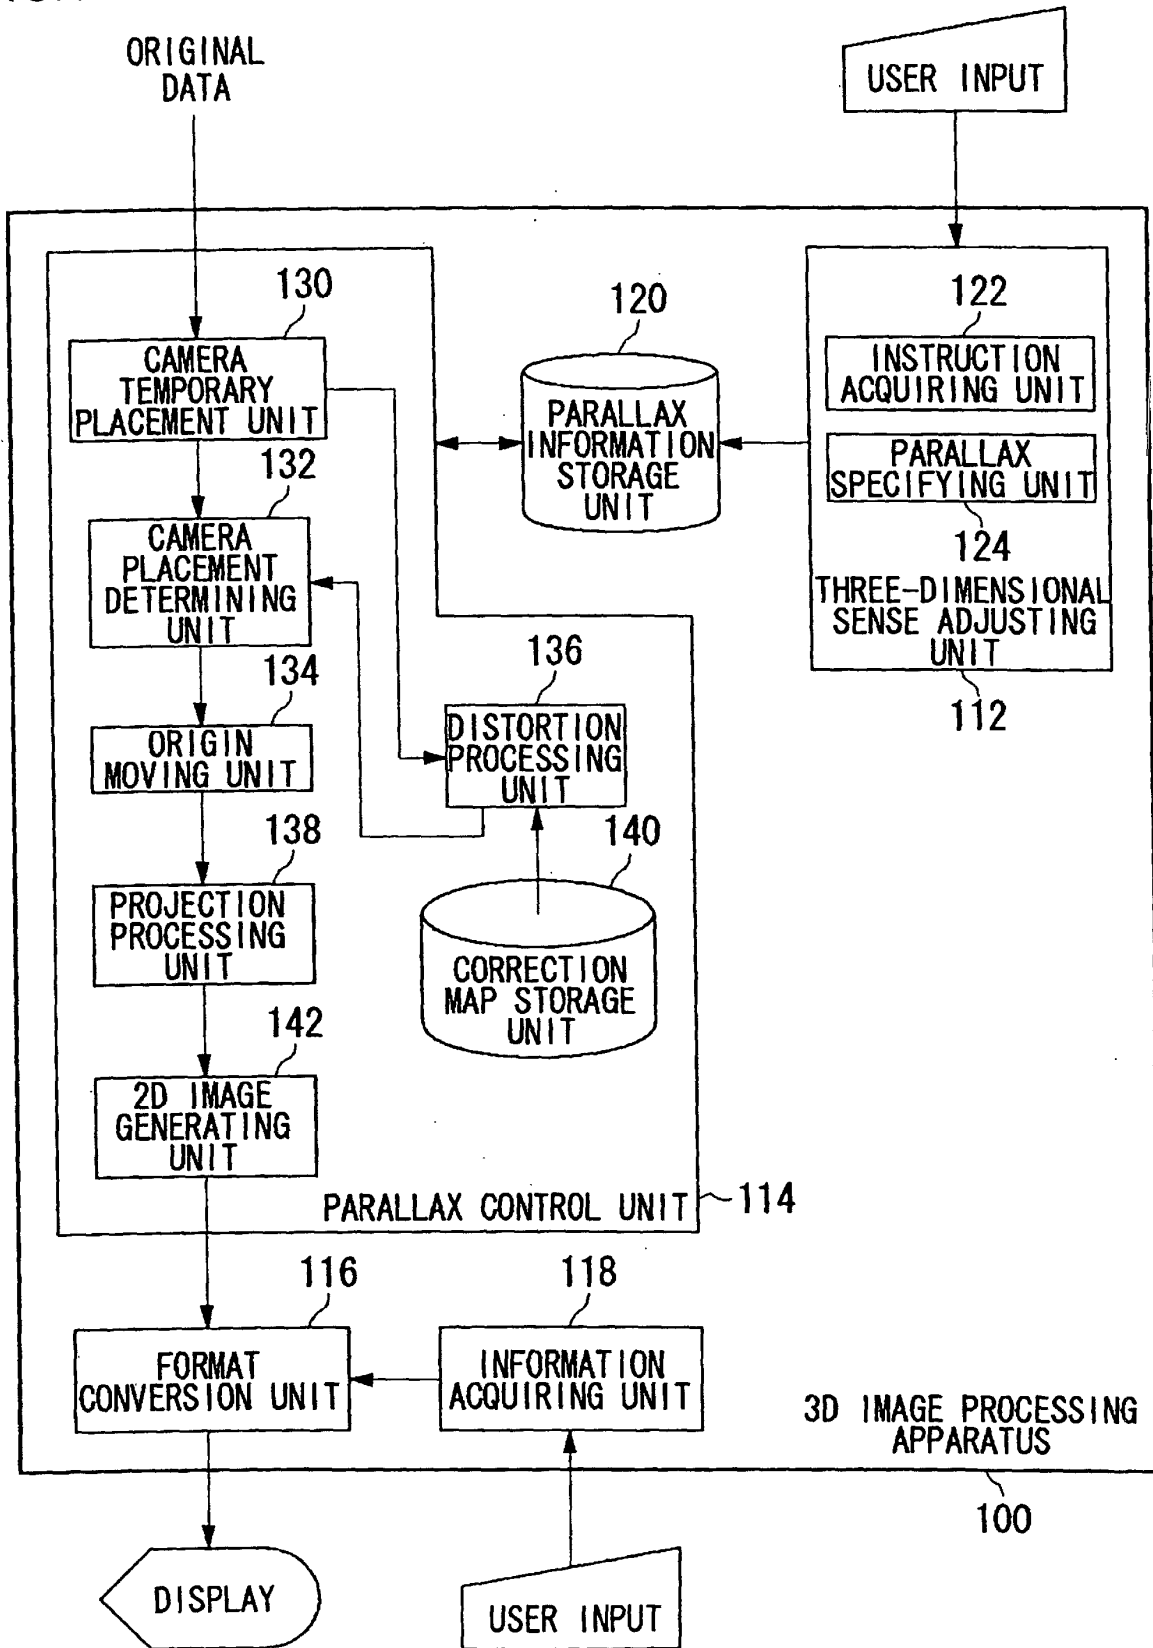 ORIGINAL
DATA
USER INPUT
130
CAMERA
TEMPORARY
PLACEMENT UNIT
120
PARALLAX
INFORMATION
STORAGE
UNIT
122
INSTRUCTION
ACQUIRING UNIT
PARALLAX
SPECIFYING UNIT
124
THREE-DIMENSIONAL
SENSE ADJUSTING
UNIT
112
132
CAMERA
PLACEMENT
DETERMINING
UNIT
134
ORIGIN
MOVING UNIT
136
DISTORTION
PROCESSING
UNIT
138
PROJECTION
PROCESSING
UNIT
140
CORRECTION
MAP STORAGE
UNIT
142
2D IMAGE
GENERATING
UNIT
PARALLAX CONTROL UNIT
114
116
FORMAT
CONVERSION UNIT
118
INFORMATION
ACQUIRING UNIT
3D IMAGE PROCESSING
APPARATUS
100
DISPLAY
USER INPUT